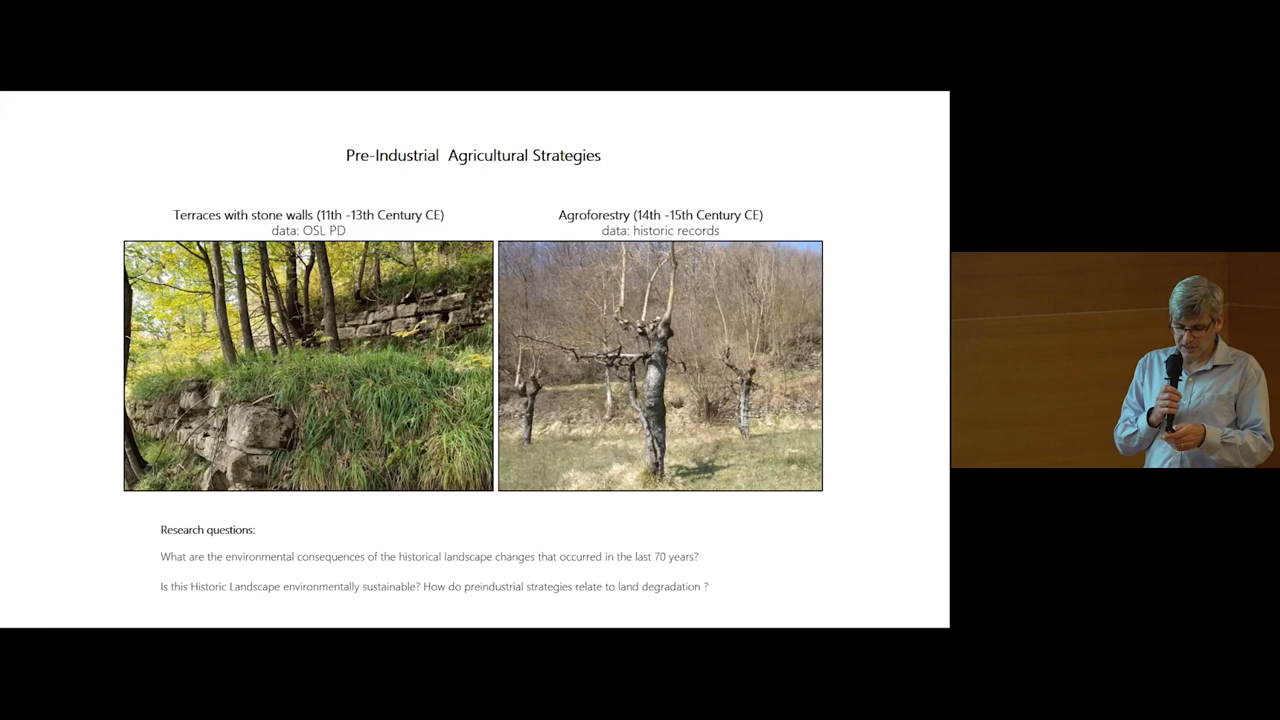 Pre-Industrial Agricultural Strategies
Terraces with stone walls (11th -13th Century CE)
data: OSL PD
Agroforestry (14th -15th Century CE)
data: historic records
Research questions:
What are the environmental consequences of the historical landscape changes that occurred in the last 70 years?
Is this Historic Landscape environmentally sustainable? How do preindustrial strategies relate to land degradation ?